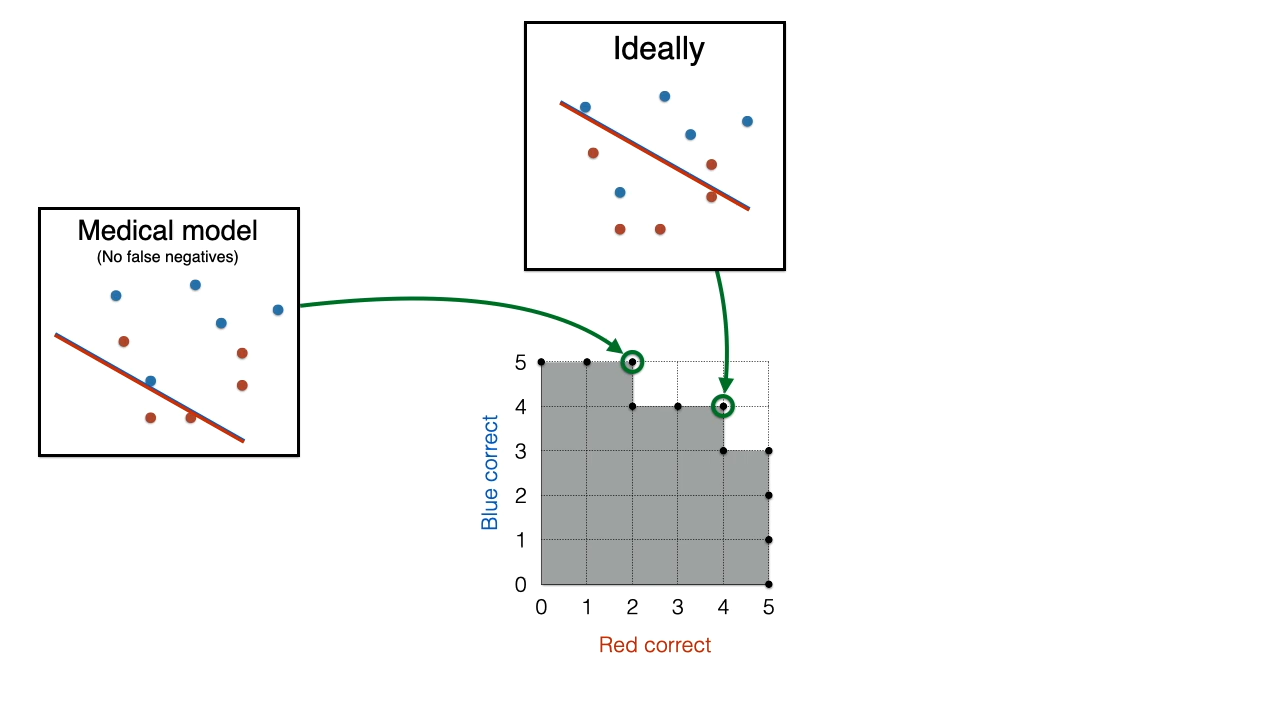 Ideally
Medical model
(No false negatives)
Blue correct
5
4
3
2
1
0
0 1 2 3 4 5
Red correct